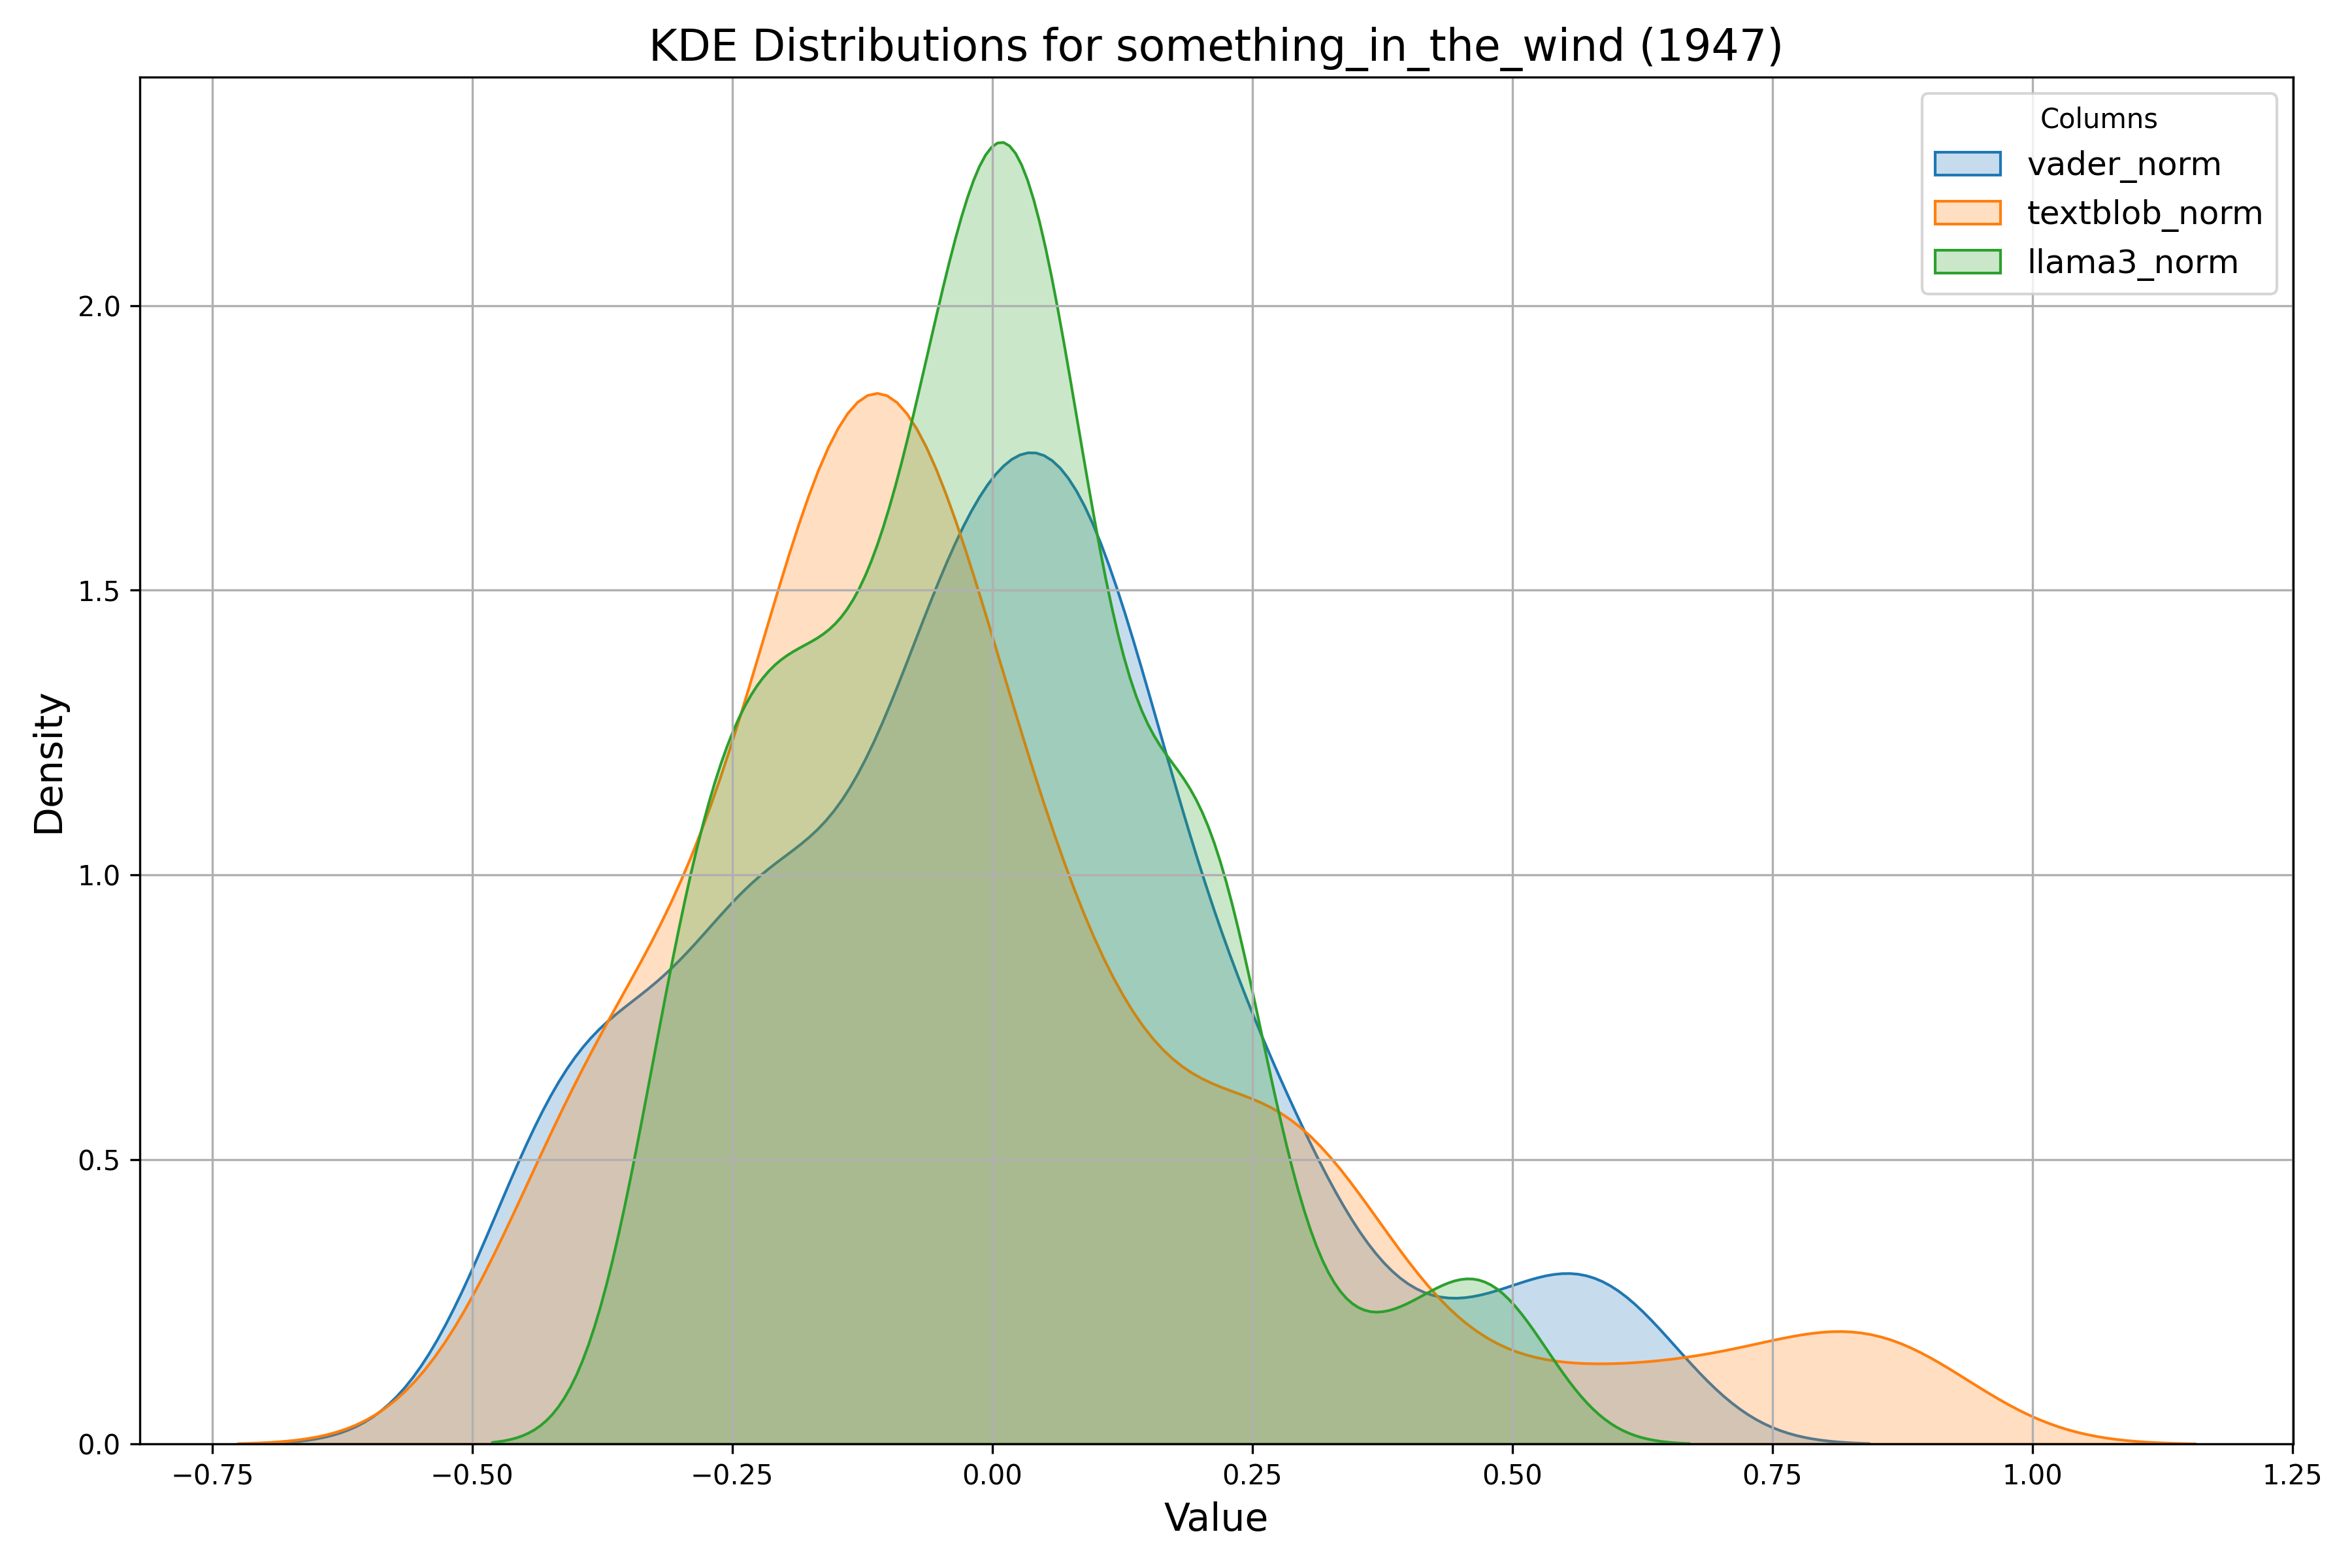 KDE Distributions for something_in_the_wind (1947)
Columns
vader_norm
textblob_norm
llama3_norm
Density
2.0
1.5
1.0
0.5
0.0
−0.75 −0.50 −0.25 0.00 0.25 0.50 0.75 1.00 1.25
Value